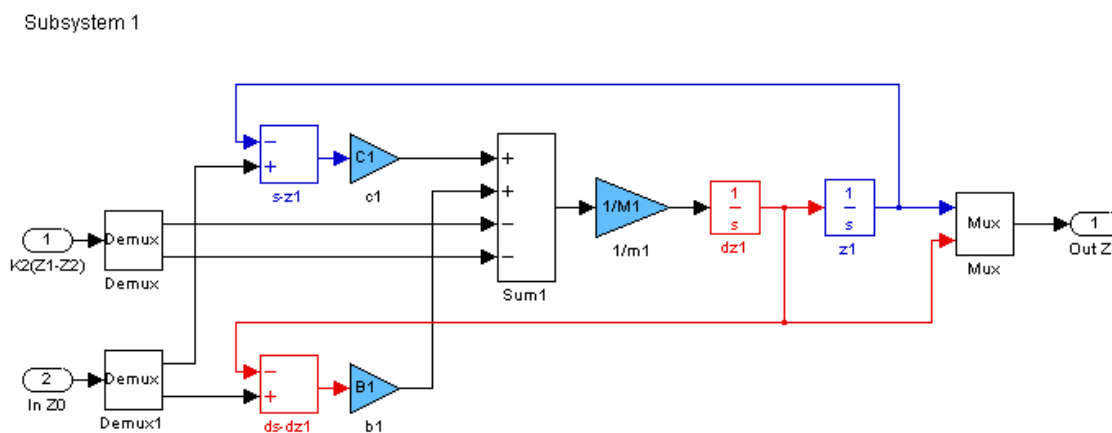 Subsystem 1
−
+
s-z1
C1
c1
+
+
−
−
Sum1
1/M1
1/m1
1
s
dz1
1
s
z1
Mux
Mux
1
Out Z
1
K2(Z1-Z2)
Demux
Demux
2
In Z0
Demux
Demux1
−
+
ds-dz1
B1
b1